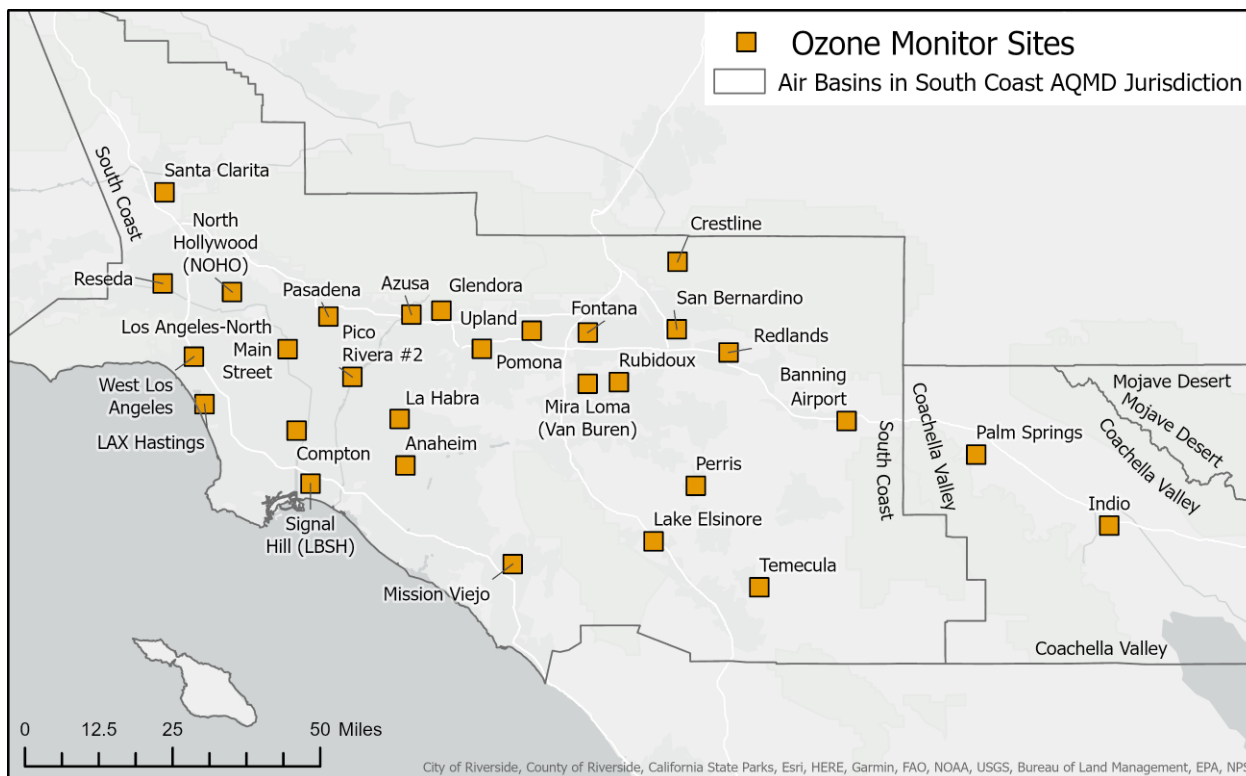 Ozone Monitor Sites
Air Basins in South Coast AQMD Jurisdiction
South Coast
Santa Clarita
North
Hollywood
(NOHO)
Reseda
Crestline
Pasadena
Azusa
Glendora
San Bernardino
Fontana
Upland
Los Angeles-North
Main
Street
Pico
Rivera #2
Pomona
Rubidoux
Redlands
West Los
Angeles
La Habra
Mira Loma
(Van Buren)
Banning
Airport
LAX Hastings
Compton
Anaheim
South Coast
Coachella Valley
Mojave Desert
Mojave Desert
Coachella Valley
Palm Springs
Perris
Indio
Signal
Hill (LBSH)
Lake Elsinore
Temecula
Mission Viejo
Coachella Valley
0 12.5 25 50 Miles
City of Riverside, County of Riverside, California State Parks, Esri, HERE, Garmin, FAO, NOAA, USGS, Bureau of Land Management, EPA, NPS